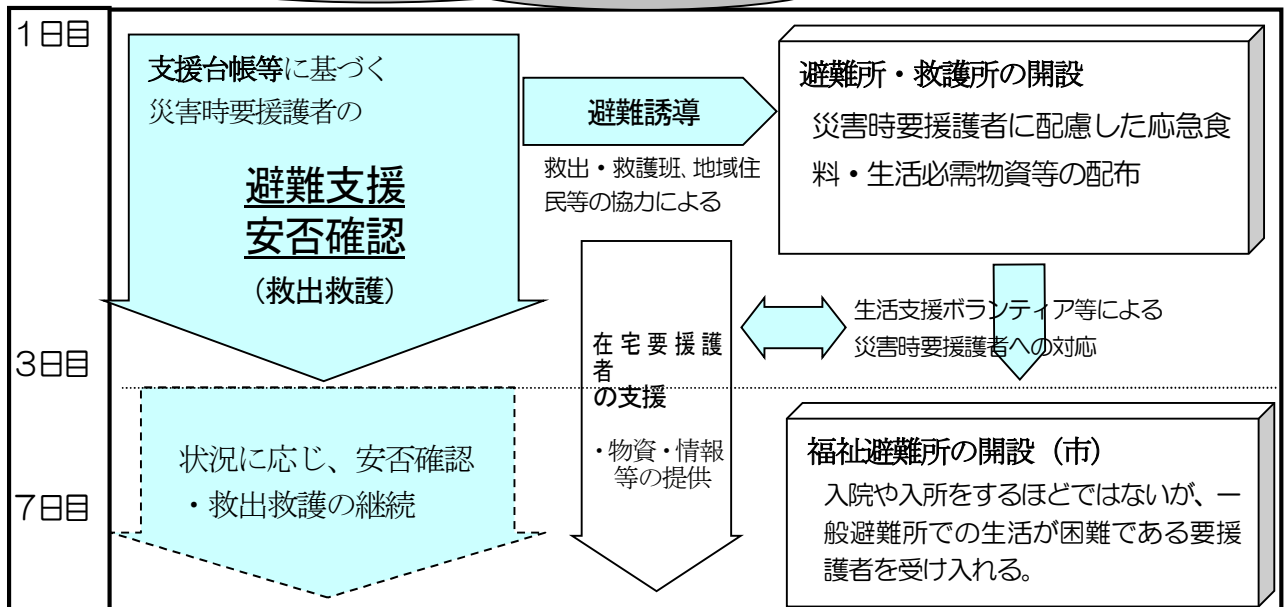 1日目
支援台帳等に基づく
災害時要援護者の
避難支援
安否確認
（救出救護）
避難誘導
救出・救護班、地域住
民等の協力による
避難所・救護所の開設
災害時要援護者に配慮した応急食
料・生活必需物資等の配布
生活支援ボランティア等による
災害時要援護者への対応
在宅要援護
者
の支援
・物資・情報
等の提供
3日目
状況に応じ、安否確認
・救出救護の継続
7日目
福祉避難所の開設（市）
入院や入所をするほどではないが、一
般避難所での生活が困難である要援
護者を受け入れる。